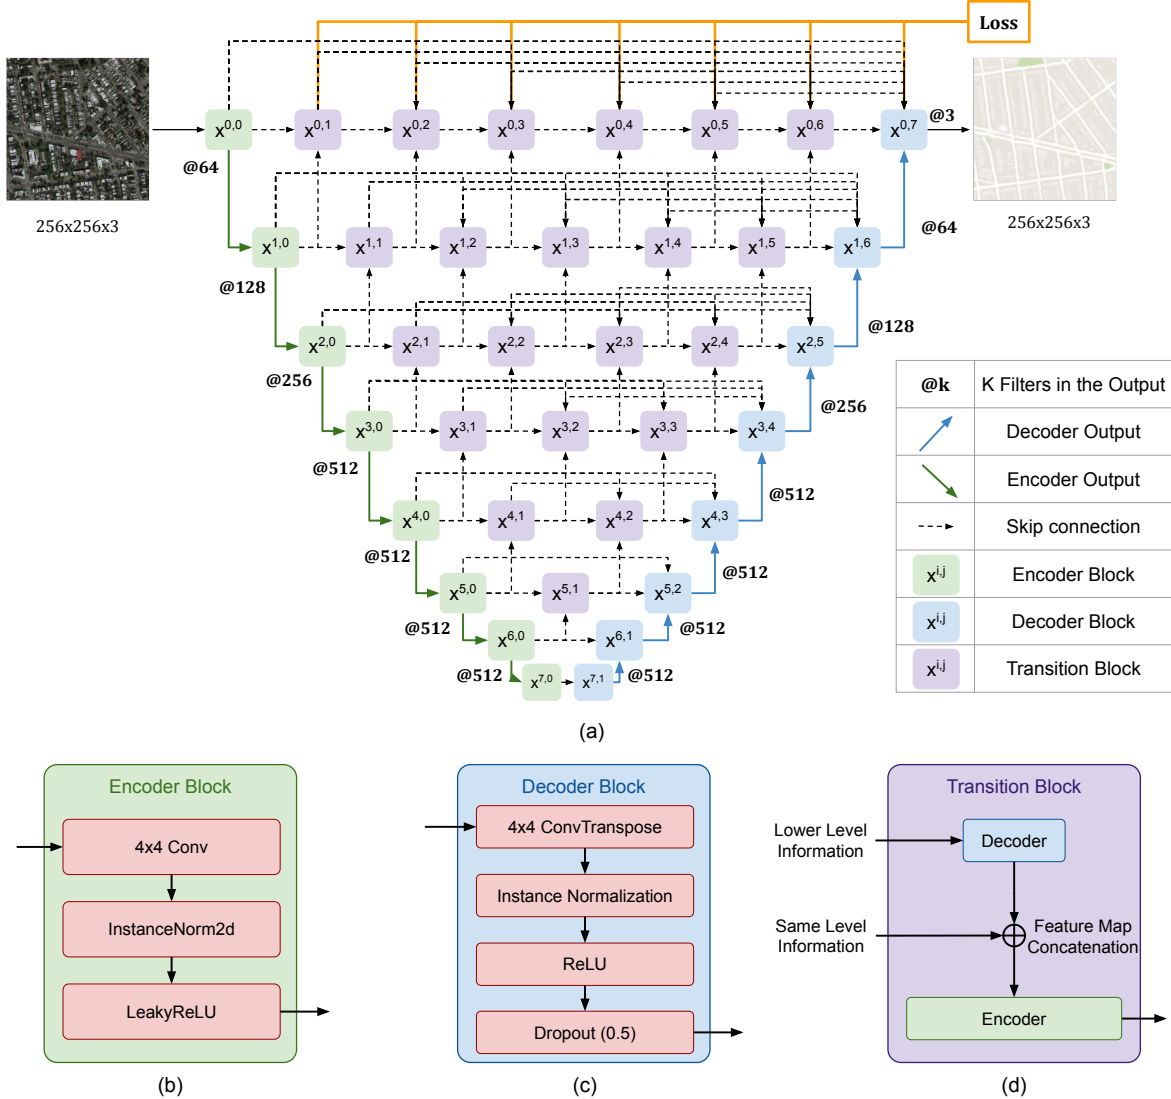 Loss
x0,0 x0,1 x0,2 x0,3 x0,4 x0,5 x0,6 x0,7 @3
@64
256x256x3 256x256x3
x1,0 x1,1 x1,2 x1,3 x1,4 x1,5 x1,6 @64
@128
x2,0 x2,1 x2,2 x2,3 x2,4 x2,5 @128
@256
x3,0 x3,1 x3,2 x3,3 x3,4 @256
@512
x4,0 x4,1 x4,2 x4,3 @512
@512
x5,0 x5,1 x5,2 @512
@512
x6,0 x6,1 @512
@512
x7,0 x7,1 @512
@k K Filters in the Output
Decoder Output
Encoder Output
Skip connection
xi,j Encoder Block
xi,j Decoder Block
xi,j Transition Block
(a)
Encoder Block
4x4 Conv
InstanceNorm2d
LeakyReLU
(b)
Decoder Block
4x4 ConvTranspose
Instance Normalization
ReLU
Dropout (0.5)
(c)
Transition Block
Lower Level
Information
Decoder
Same Level
Information
Feature Map
Concatenation
Encoder
(d)